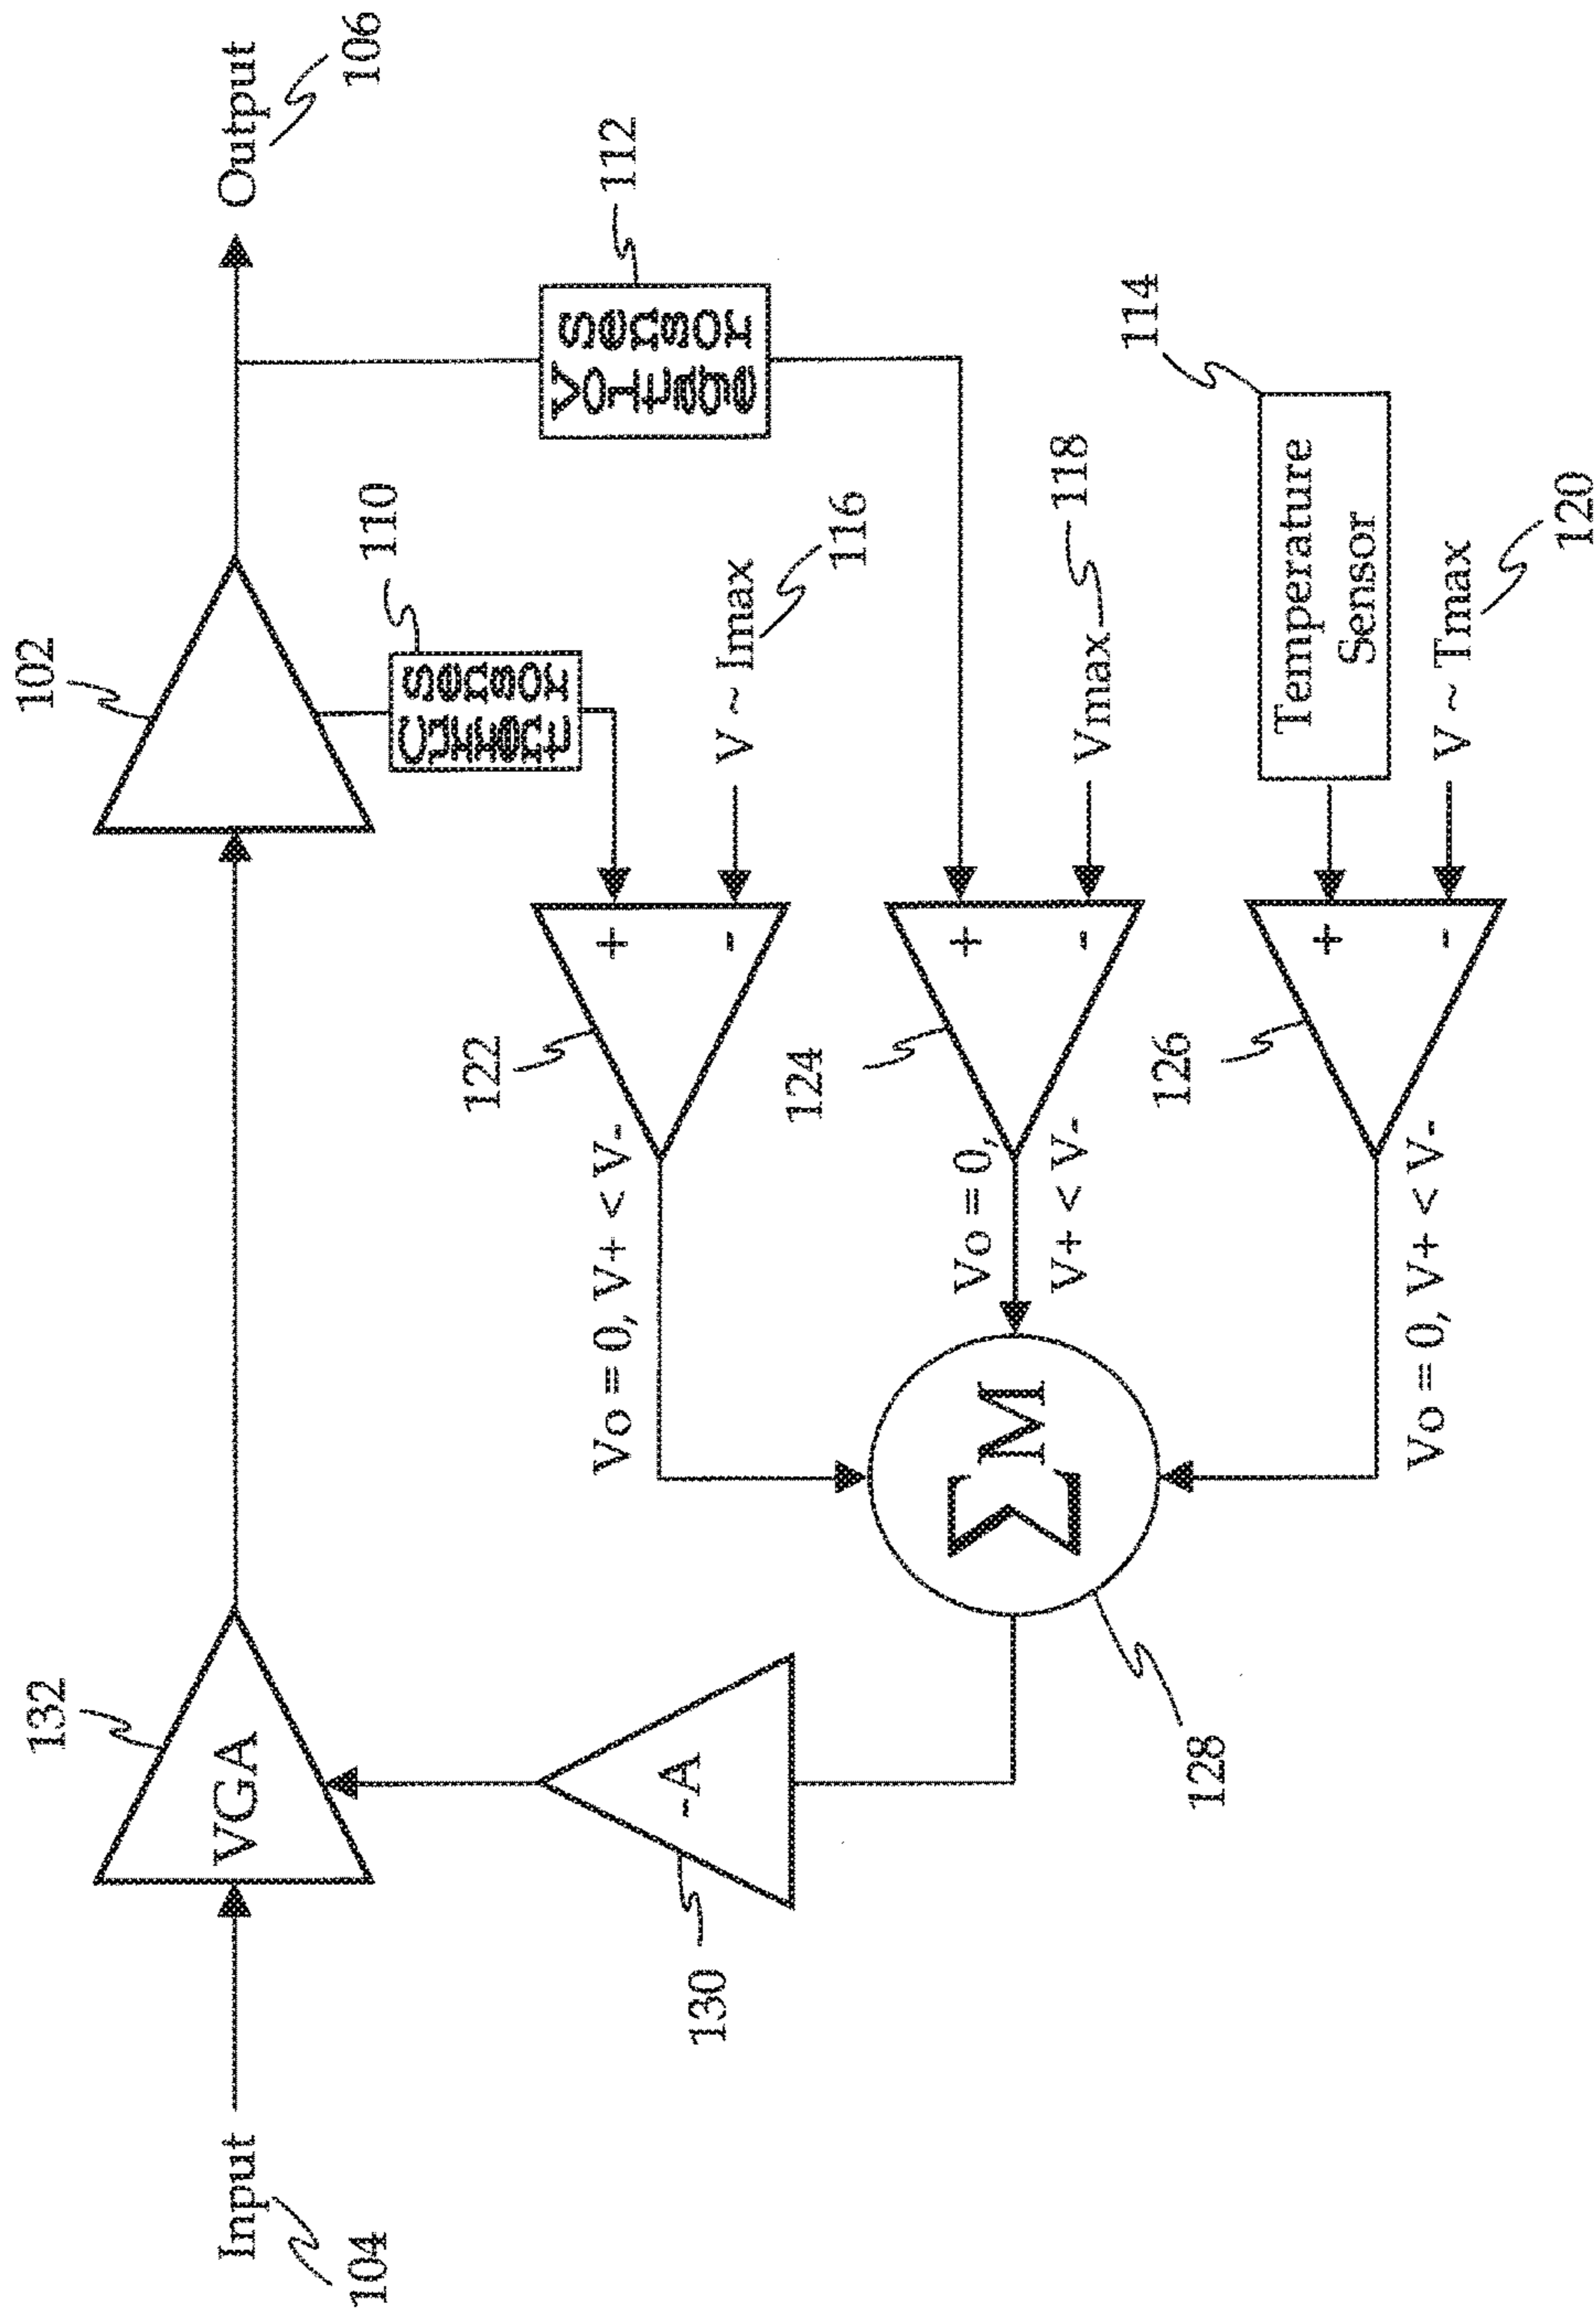 132
102
Input
104
VGA
Output
106
130
-A
110
Current
Sensor
112
Voltage
Sensor
Vo = 0, V+ < V-
122
+
-
V ~ Imax
116
Vo = 0,
V+ < V-
124
+
-
Vmax
118
ΣM
128
114
Temperature
Sensor
126
+
-
V ~ Tmax
120
Vo = 0, V+ < V-